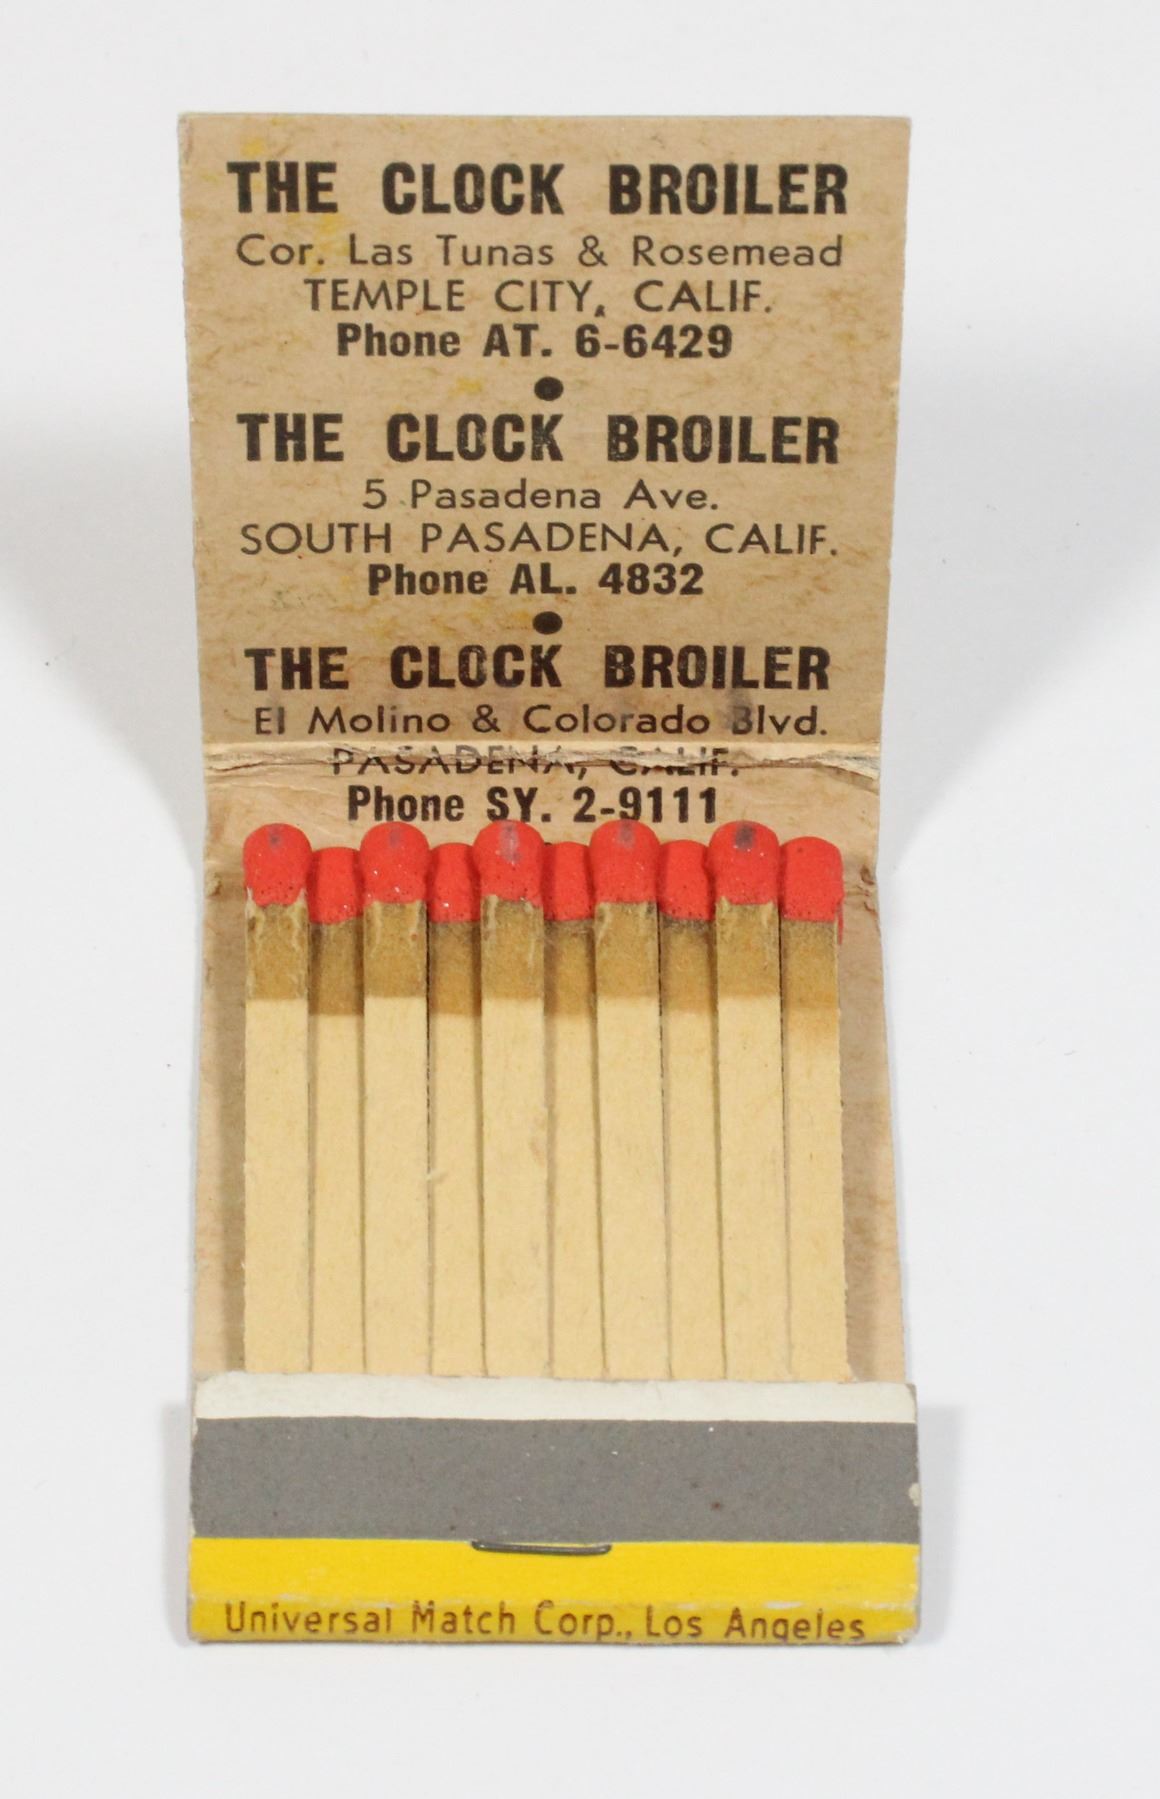 THE CLOCK BROILER
Cor. Las Tunas & Rosemead
TEMPLE CITY, CALIF.
Phone AT. 6-6429
THE CLOCK BROILER
5 Pasadena Ave.
SOUTH PASADENA, CALIF.
Phone AL. 4832
THE CLOCK BROILER
El Molino & Colorado Blvd.
PASADENA, CALIF.
Phone SY. 2-9111
Universal Match Corp., Los Angeles